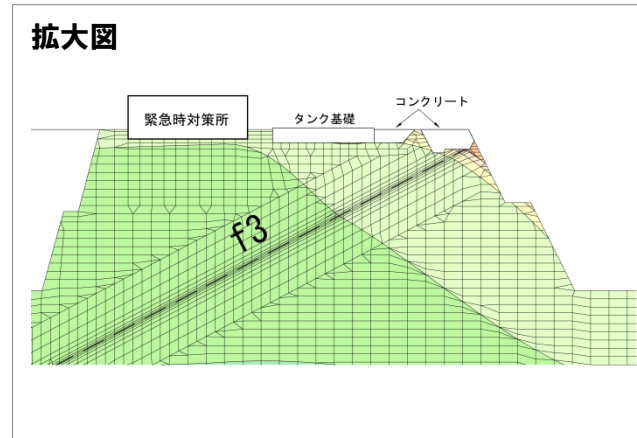 拡大図
コンクリート
緊急時対策所
タンク基礎
f3